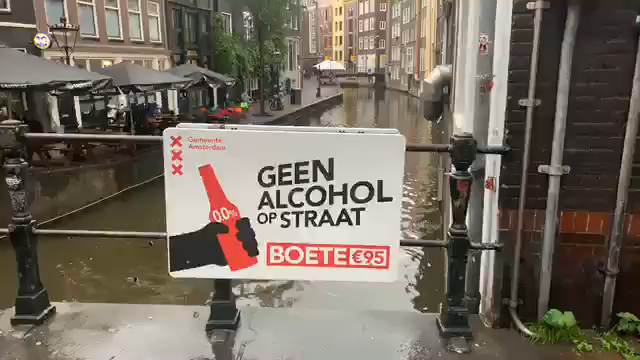 Gemeente
Amsterdam
GEEN
ALCOHOL
OP STRAAT
0.0%
BOETE €95